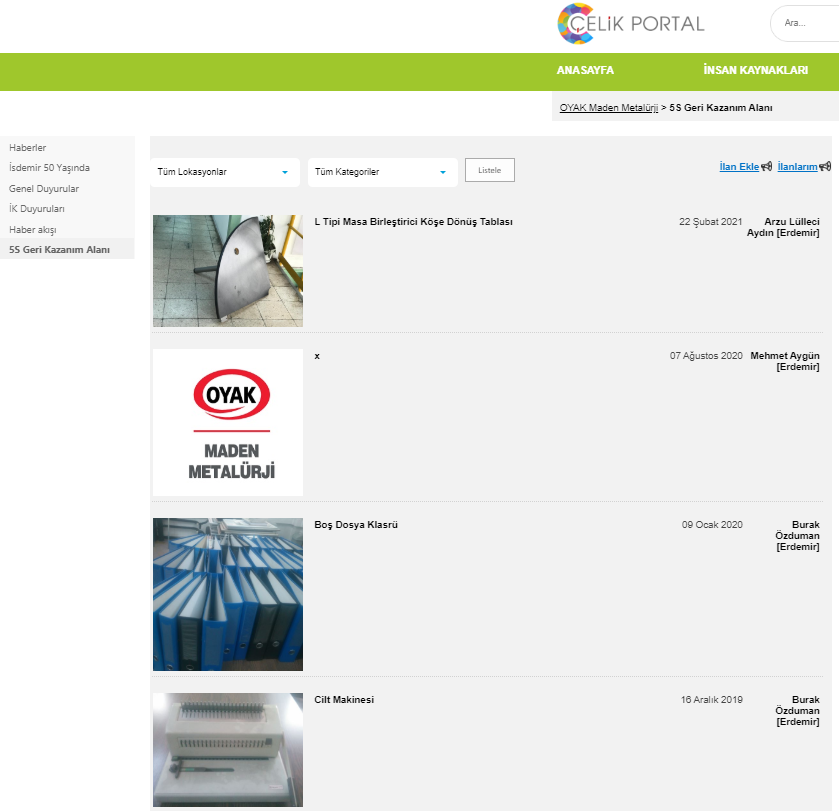 ÇELİK PORTAL
Ara...
ANASAYFA
İNSAN KAYNAKLARI
OYAK Maden Metalürji > 5S Geri Kazanım Alanı
Haberler
İsdemir 50 Yaşında
Genel Duyurular
İK Duyuruları
Haber akışı
5S Geri Kazanım Alanı
Tüm Lokasyonlar
Tüm Kategoriler
Listele
İlan Ekle
İlanlarım
L Tipi Masa Birleştirici Köşe Dönüş Tablası
22 Şubat 2021
Arzu Lülleci
Aydın [Erdemir]
OYAK
MADEN
METALÜRJİ
x
07 Ağustos 2020
Mehmet Aygün
[Erdemir]
Boş Dosya Klasrü
09 Ocak 2020
Burak
Özduman
[Erdemir]
Cilt Makinesi
16 Aralık 2019
Burak
Özduman
[Erdemir]